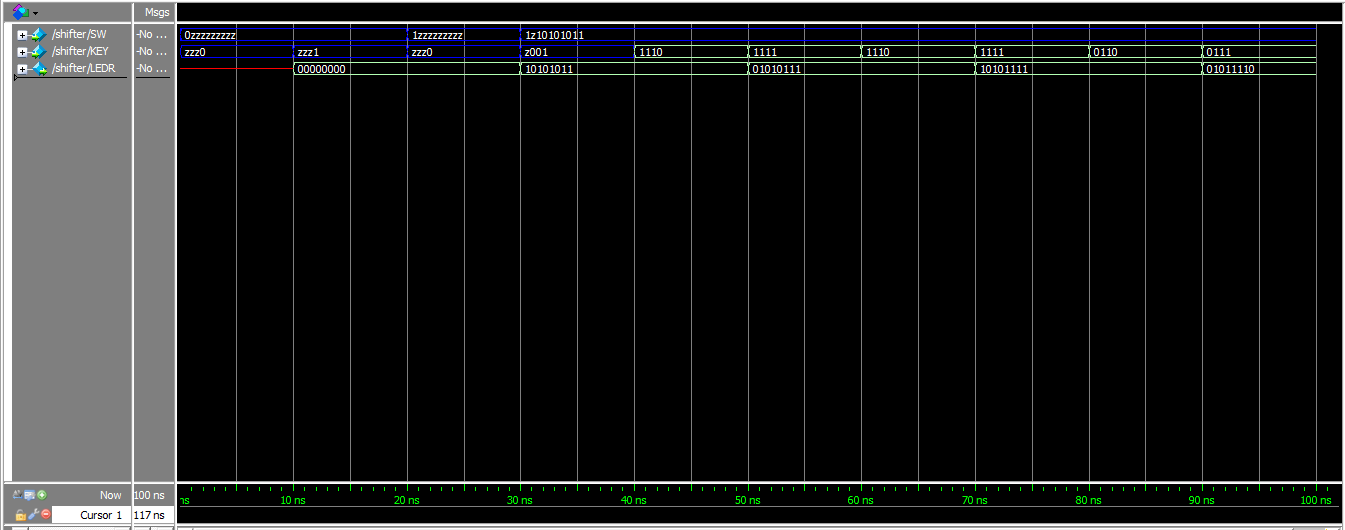 Msgs
/shifter/SW -No ... 0zzzzzzzzz 1zzzzzzzzz 1z10101011
/shifter/KEY -No ... zzz0 zzz1 zzz0 z001 1110 1111 1110 1111 0110 0111
/shifter/LEDR -No ... 00000000 10101011 01010111 10101111 01011110
Now 100 ns ns 10 ns 20 ns 30 ns 40 ns 50 ns 60 ns 70 ns 80 ns 90 ns 100 ns
Cursor 1 117 ns